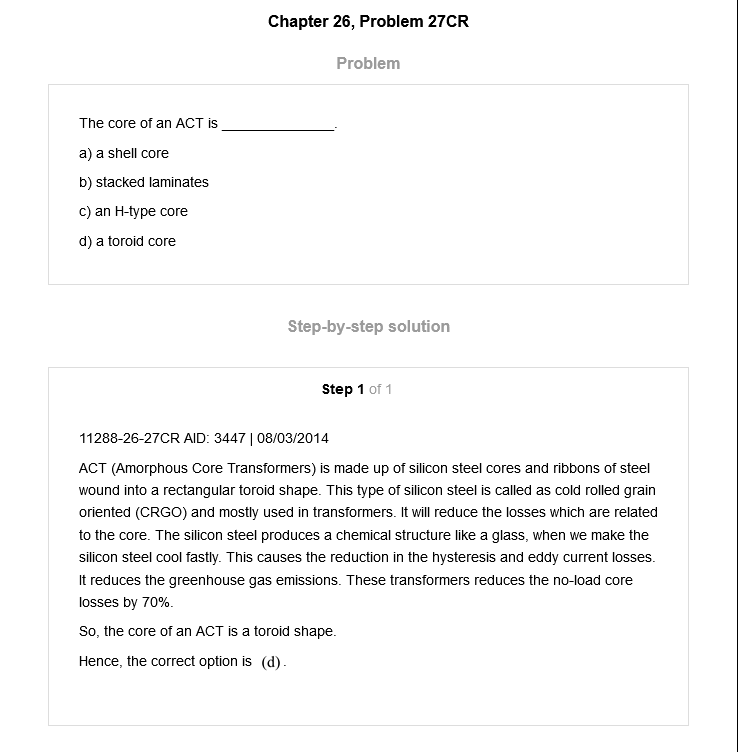 Chapter 26, Problem 27CR
Problem
The core of an ACT is ______________.
a) a shell core
b) stacked laminates
c) an H-type core
d) a toroid core
Step-by-step solution
Step 1 of 1
11288-26-27CR AID: 3447 | 08/03/2014
ACT (Amorphous Core Transformers) is made up of silicon steel cores and ribbons of steel
wound into a rectangular toroid shape. This type of silicon steel is called as cold rolled grain
oriented (CRGO) and mostly used in transformers. It will reduce the losses which are related
to the core. The silicon steel produces a chemical structure like a glass, when we make the
silicon steel cool fastly. This causes the reduction in the hysteresis and eddy current losses.
It reduces the greenhouse gas emissions. These transformers reduces the no-load core
losses by 70%.
So, the core of an ACT is a toroid shape.
Hence, the correct option is (d).